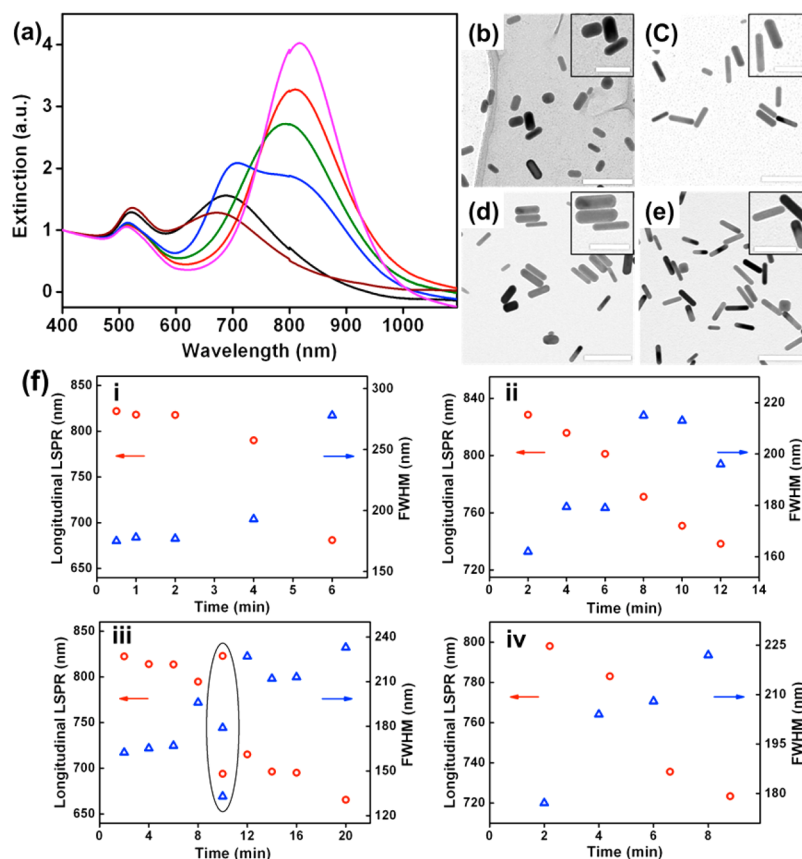 (a)
Extinction (a.u.)
4
3
2
1
0
400 500 600 700 800 900 1000
Wavelength (nm)
(b)
(C)
(d)
(e)
(f)
i
Longitudinal LSPR (nm)
850
800
750
700
650
300
250
200
150
FWHM (nm)
0 1 2 3 4 5 6
Time (min)
ii
Longitudinal LSPR (nm)
840
800
760
720
220
200
180
160
FWHM (nm)
0 2 4 6 8 10 12 14
Time (min)
iii
Longitudinal LSPR (nm)
850
800
750
700
650
240
210
180
150
120
FWHM (nm)
0 4 8 12 16 20
Time (min)
iv
Longitudinal LSPR (nm)
800
780
760
740
720
225
210
195
180
FWHM (nm)
0 2 4 6 8
Time (min)